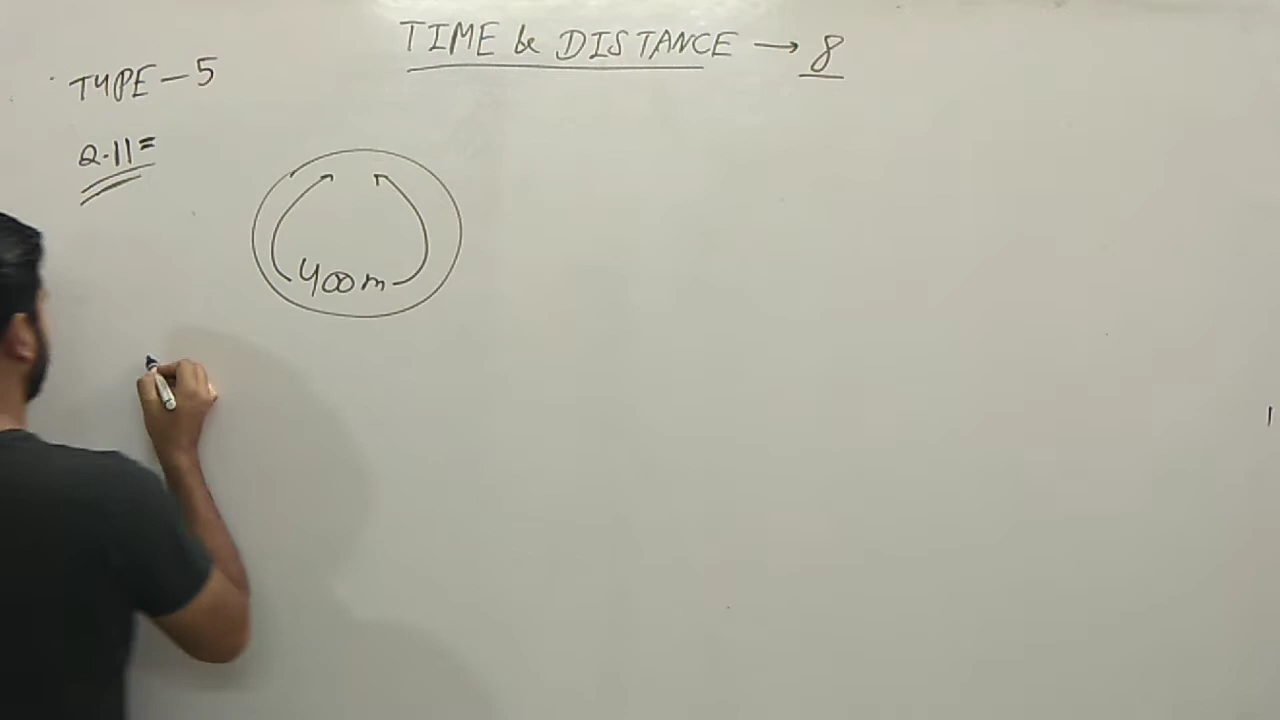 TIME & DISTANCE → 8
TYPE-5
Q.11=
400m